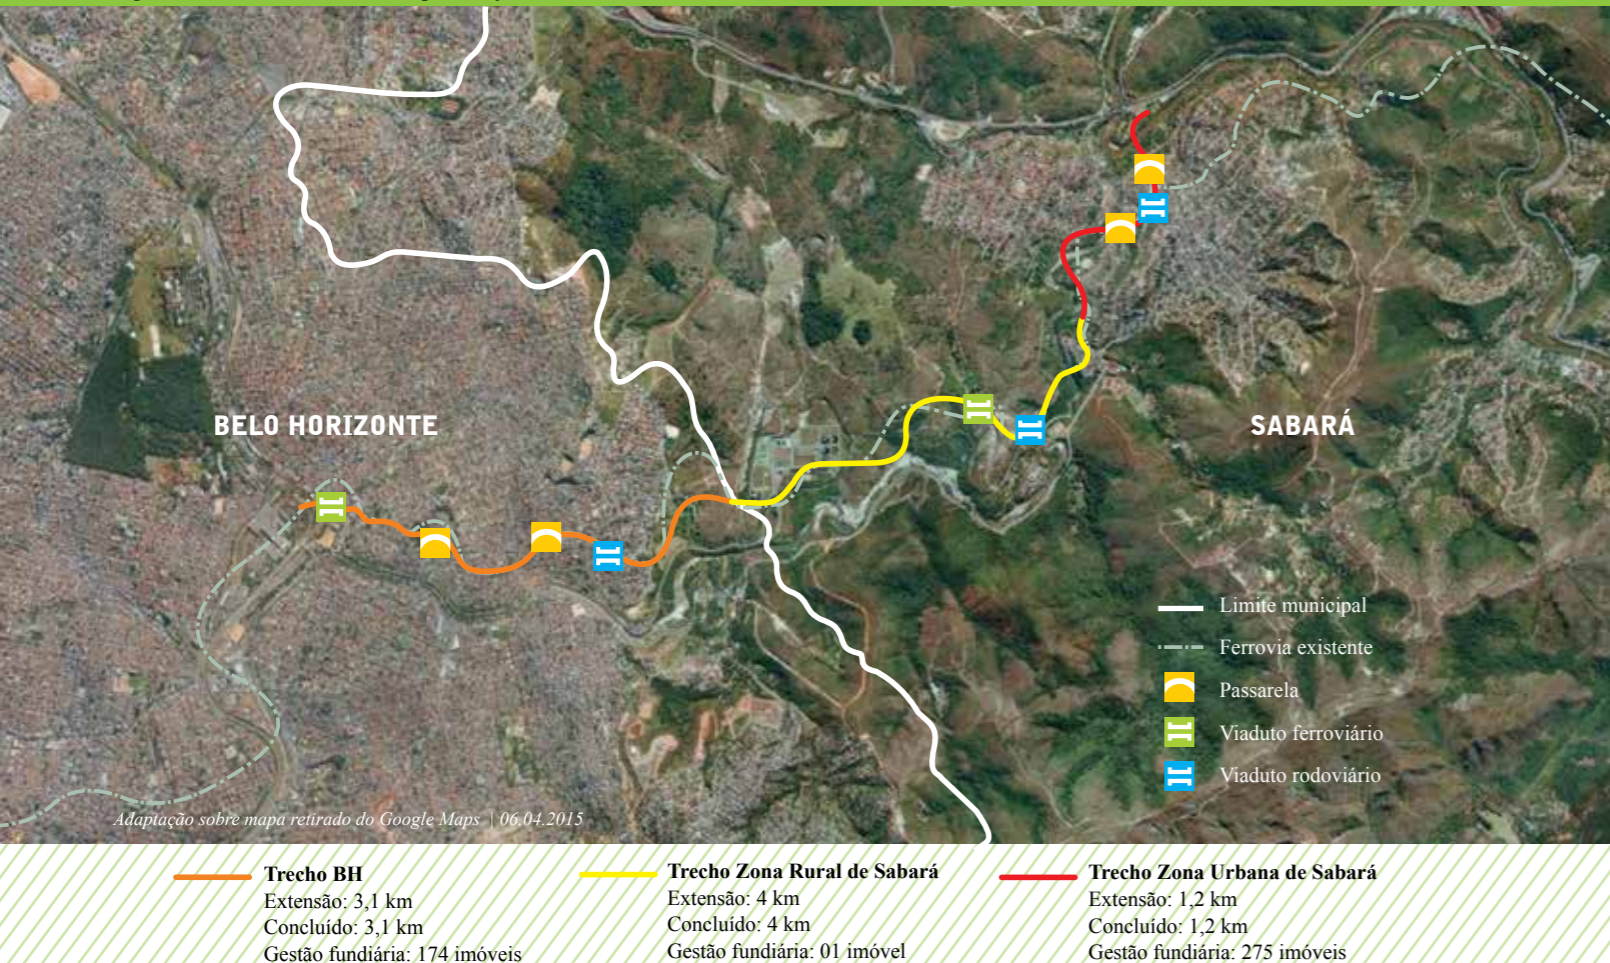 BELO HORIZONTE
SABARÁ
Limite municipal
Ferrovia existente
Passarela
Viaduto ferroviário
Viaduto rodoviário
Adaptação sobre mapa retirado do Google Maps | 06.04.2015
Trecho BH
Extensão: 3,1 km
Concluído: 3,1 km
Gestão fundiária: 174 imóveis
Trecho Zona Rural de Sabará
Extensão: 4 km
Concluído: 4 km
Gestão fundiária: 01 imóvel
Trecho Zona Urbana de Sabará
Extensão: 1,2 km
Concluído: 1,2 km
Gestão fundiária: 275 imóveis